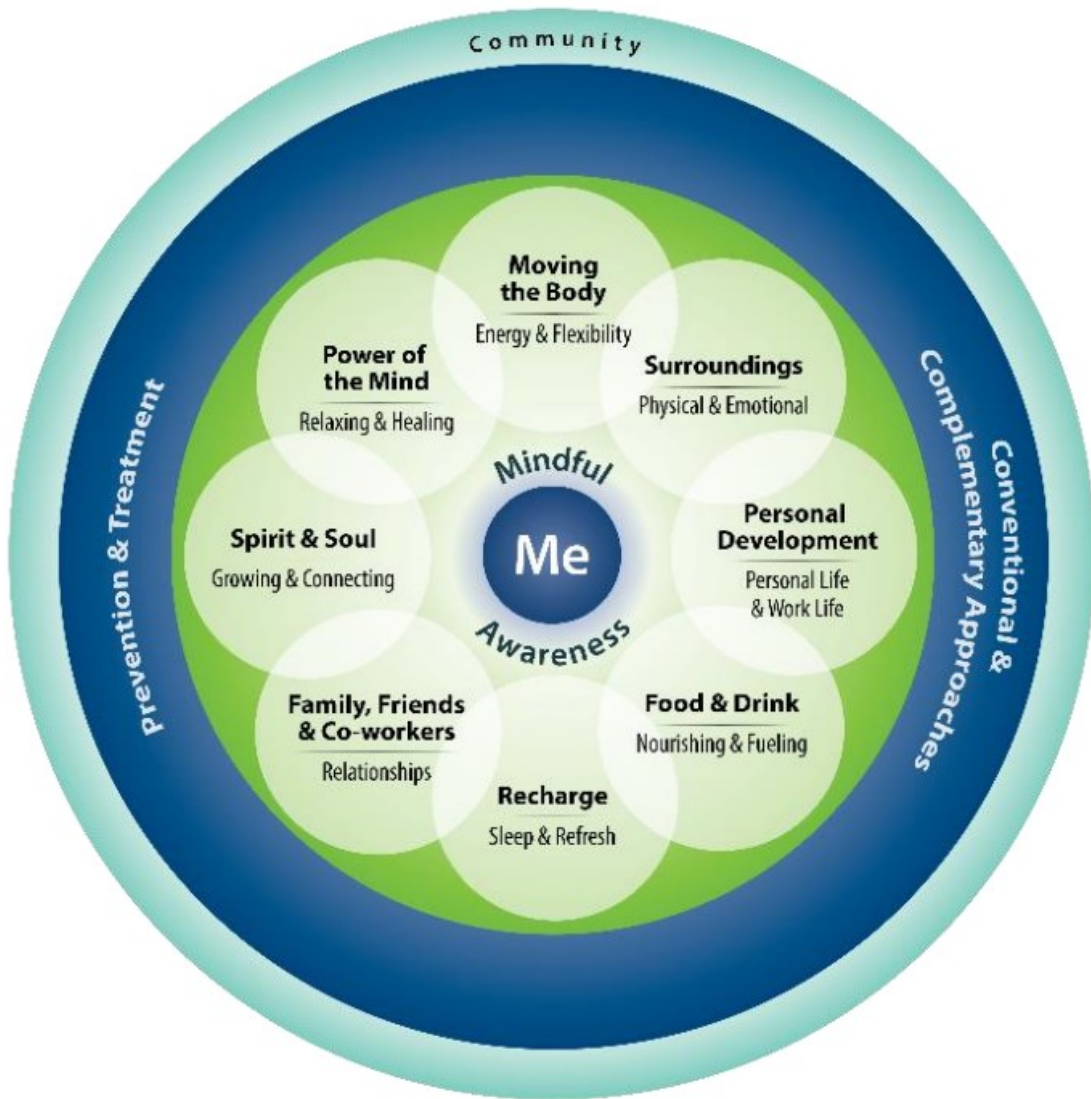 Community
Prevention & Treatment
Conventional &
Complementary Approaches
Moving
the Body
Energy & Flexibility
Surroundings
Physical & Emotional
Personal
Development
Personal Life
& Work Life
Food & Drink
Nourishing & Fueling
Recharge
Sleep & Refresh
Family, Friends
& Co-workers
Relationships
Spirit & Soul
Growing & Connecting
Power of
the Mind
Relaxing & Healing
Mindful
Me
Awareness